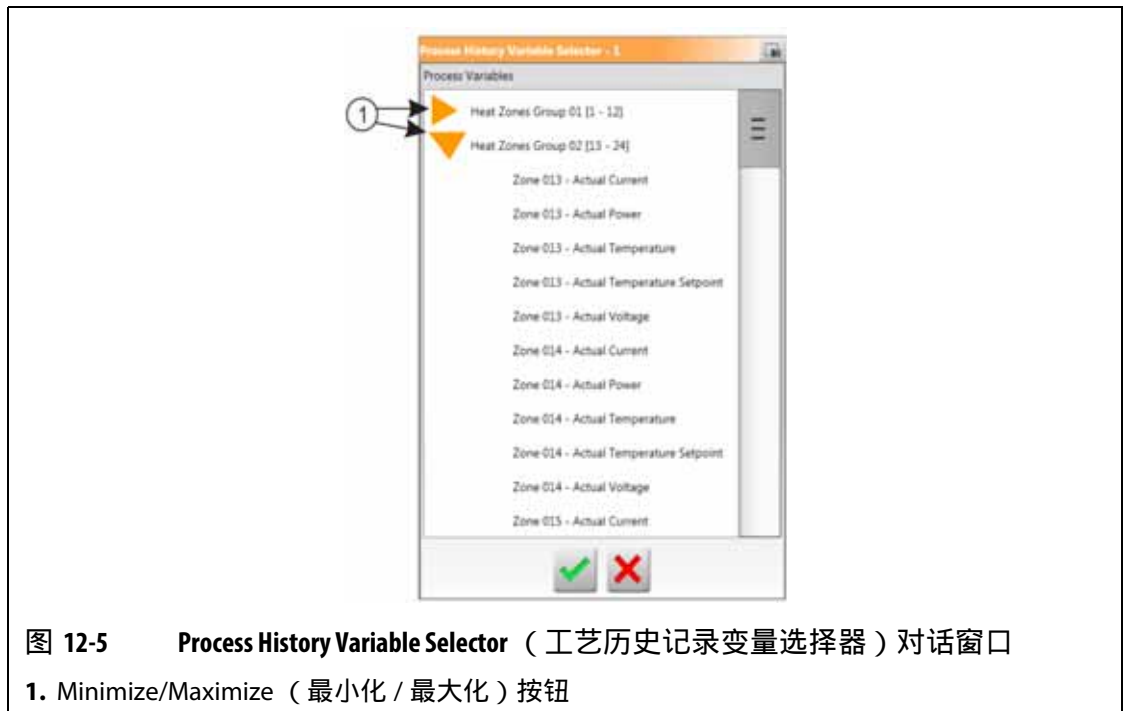 Process History Variable Selector - 1
Process Variables
1
Heat Zones Group 01 [1 - 12]
Heat Zones Group 02 [13 - 24]
Zone 013 - Actual Current
Zone 013 - Actual Power
Zone 013 - Actual Temperature
Zone 013 - Actual Temperature Setpoint
Zone 013 - Actual Voltage
Zone 014 - Actual Current
Zone 014 - Actual Power
Zone 014 - Actual Temperature
Zone 014 - Actual Temperature Setpoint
Zone 014 - Actual Voltage
Zone 015 - Actual Current
图 12-5 Process History Variable Selector （工艺历史记录变量选择器）对话窗口
1. Minimize/Maximize （最小化 / 最大化）按钮